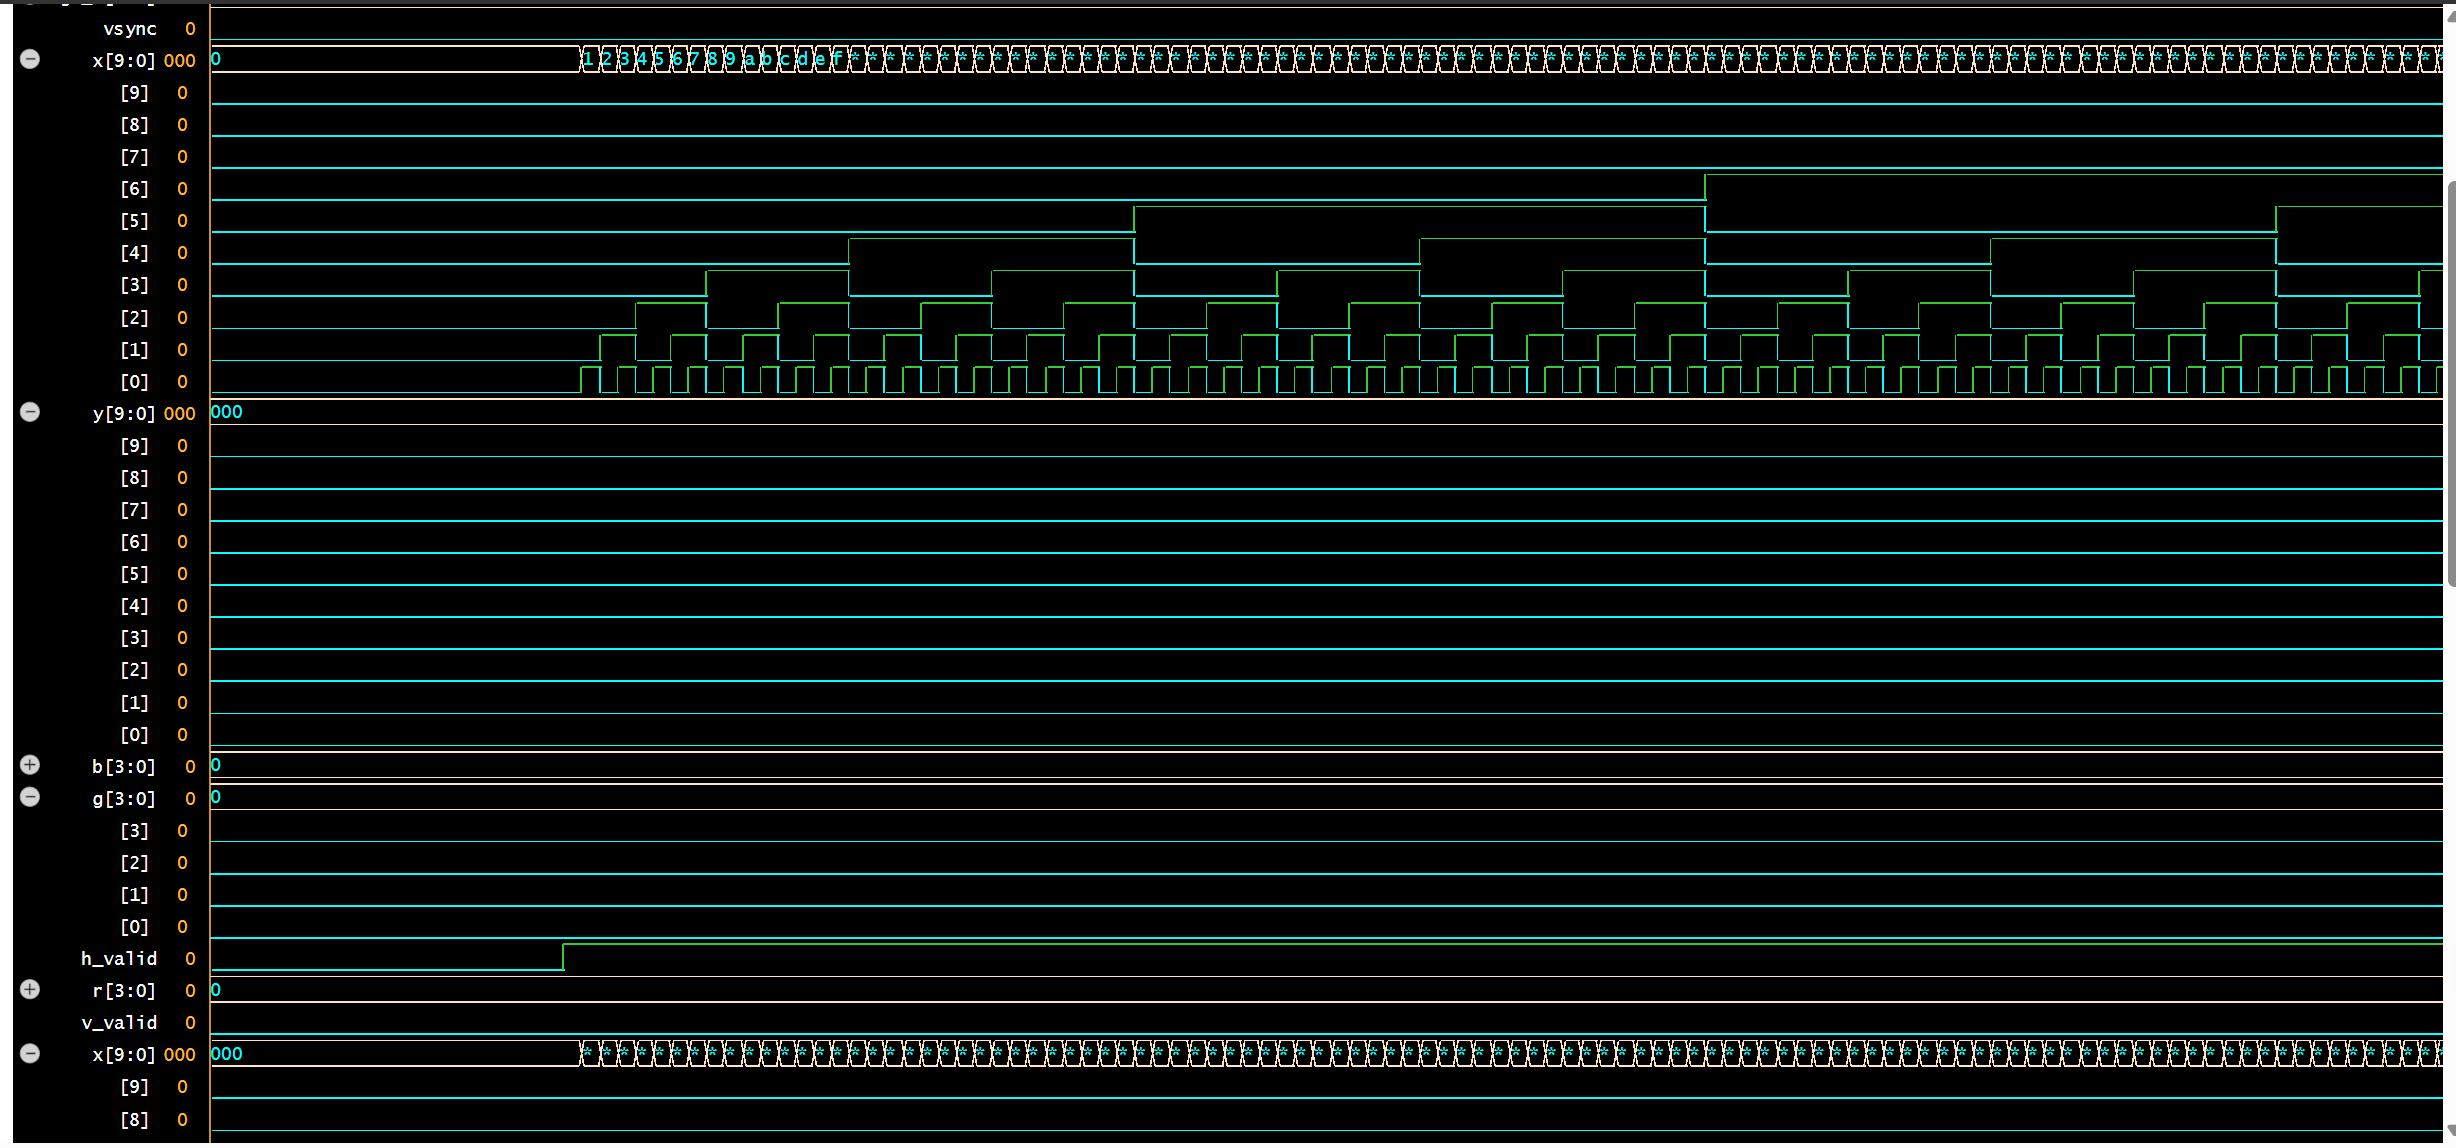 vsync 0
x[9:0] 000 0 1 2 3 4 5 6 7 8 9 a b c d e f * * * * * * * * * * * * * * * * * * * * * * * * * * * * * * * * * * * * * * * * * * * * * * * * * * * * * * * * * * * * * * * * * * * * * * * * * * * * * * * * * * * * * * * * *
[9] 0
[8] 0
[7] 0
[6] 0
[5] 0
[4] 0
[3] 0
[2] 0
[1] 0
[0] 0
y[9:0] 000 000
[9] 0
[8] 0
[7] 0
[6] 0
[5] 0
[4] 0
[3] 0
[2] 0
[1] 0
[0] 0
b[3:0] 0 0
g[3:0] 0 0
[3] 0
[2] 0
[1] 0
[0] 0
h_valid 0
r[3:0] 0 0
v_valid 0
x[9:0] 000 000 * * * * * * * * * * * * * * * * * * * * * * * * * * * * * * * * * * * * * * * * * * * * * * * * * * * * * * * * * * * * * * * * * * * * * * * * * * * * * * * * * * * * * * * * * * * * * * * * * * * * * * * *
[9] 0
[8] 0